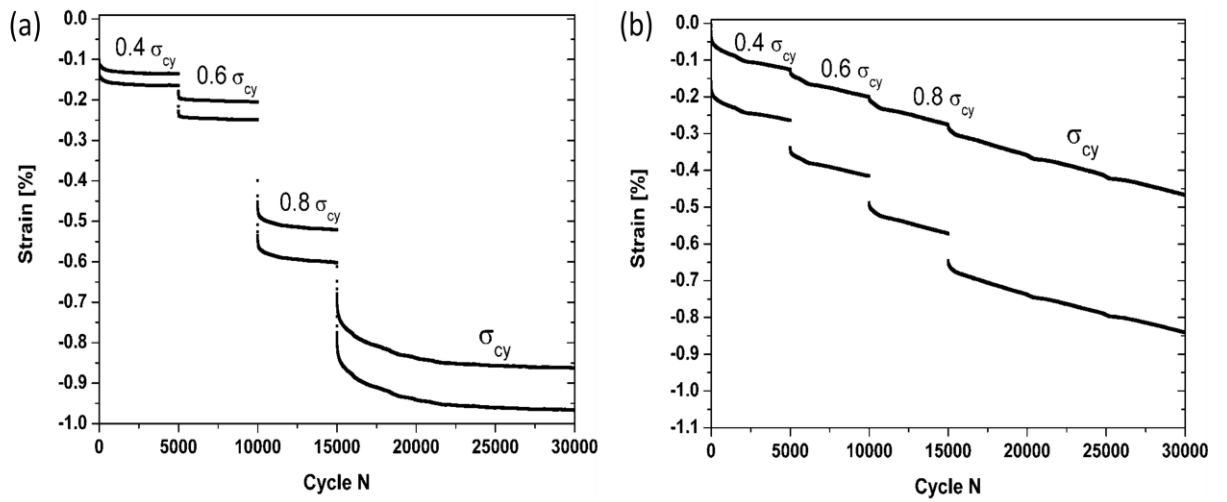 (a)
0.0
-0.1
-0.2
-0.3
-0.4
-0.5
-0.6
-0.7
-0.8
-0.9
-1.0
Strain [%]
0.4 σcy
0.6 σcy
0.8 σcy
σcy
0 5000 10000 15000 20000 25000 30000
Cycle N
(b)
0.0
-0.1
-0.2
-0.3
-0.4
-0.5
-0.6
-0.7
-0.8
-0.9
-1.0
-1.1
Strain [%]
0.4 σcy
0.6 σcy
0.8 σcy
σcy
0 5000 10000 15000 20000 25000 30000
Cycle N